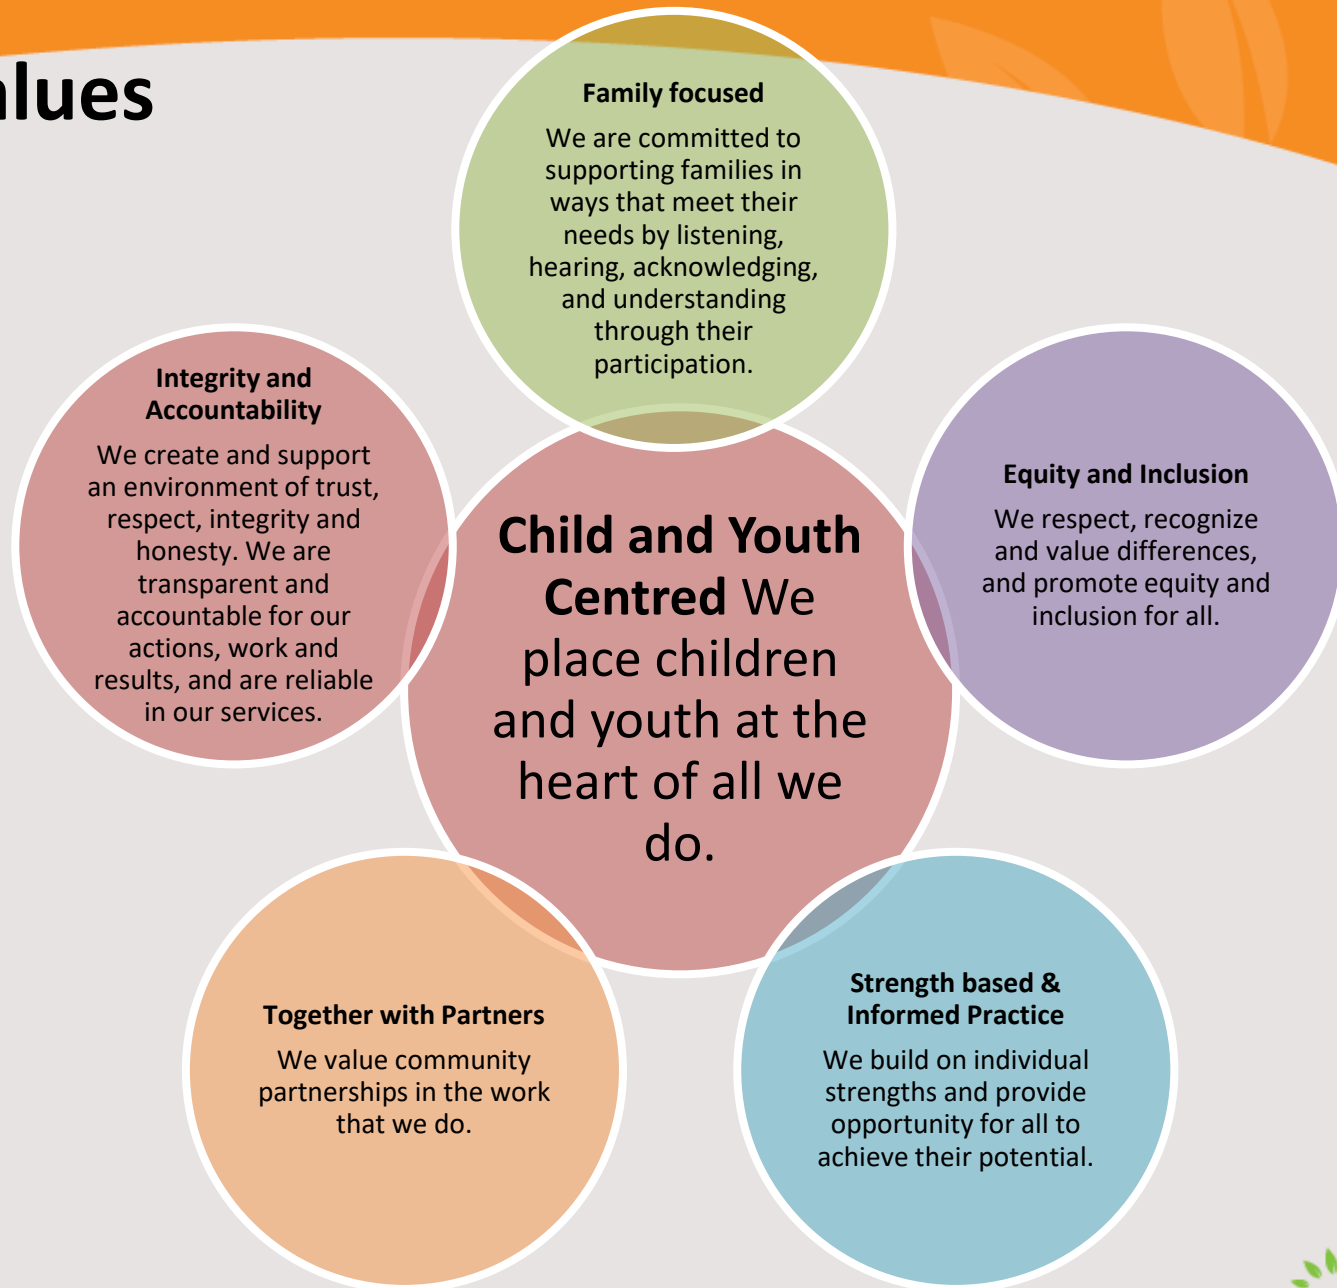 alues
Family focused
We are committed to
supporting families in
ways that meet their
needs by listening,
hearing, acknowledging,
and understanding
through their
participation.
Integrity and
Accountability
We create and support
an environment of trust,
respect, integrity and
honesty. We are
transparent and
accountable for our
actions, work and
results, and are reliable
in our services.
Child and Youth
Centred We
place children
and youth at the
heart of all we
do.
Equity and Inclusion
We respect, recognize
and value differences,
and promote equity and
inclusion for all.
Together with Partners
We value community
partnerships in the work
that we do.
Strength based &
Informed Practice
We build on individual
strengths and provide
opportunity for all to
achieve their potential.